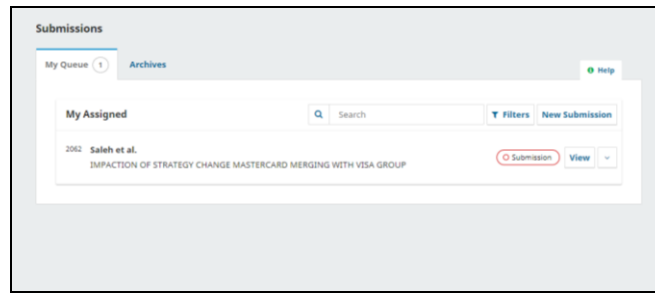 Submissions
My Queue 1 Archives
Help
My Assigned Search Filters New Submission
2062 Saleh et al. Submission View
IMPACTION OF STRATEGY CHANGE MASTERCARD MERGING WITH VISA GROUP